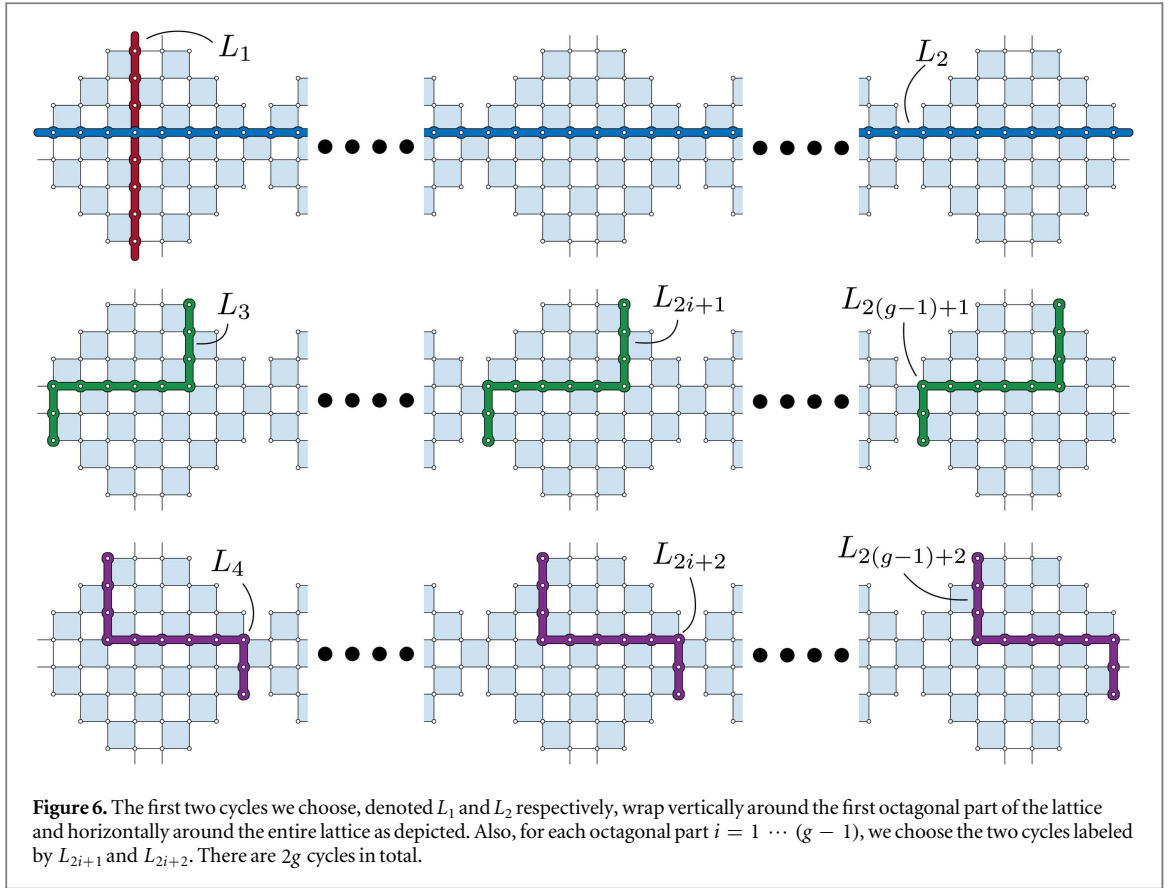 L₁
L₂
L₃
L₂ᵢ₊₁
L₂₍g₋₁₎₊₁
L₄
L₂ᵢ₊₂
L₂₍g₋₁₎₊₂
Figure 6. The first two cycles we choose, denoted L₁ and L₂ respectively, wrap vertically around the first octagonal part of the lattice
and horizontally around the entire lattice as depicted. Also, for each octagonal part i = 1 ⋯ (g − 1), we choose the two cycles labeled
by L₂ᵢ₊₁ and L₂ᵢ₊₂. There are 2g cycles in total.